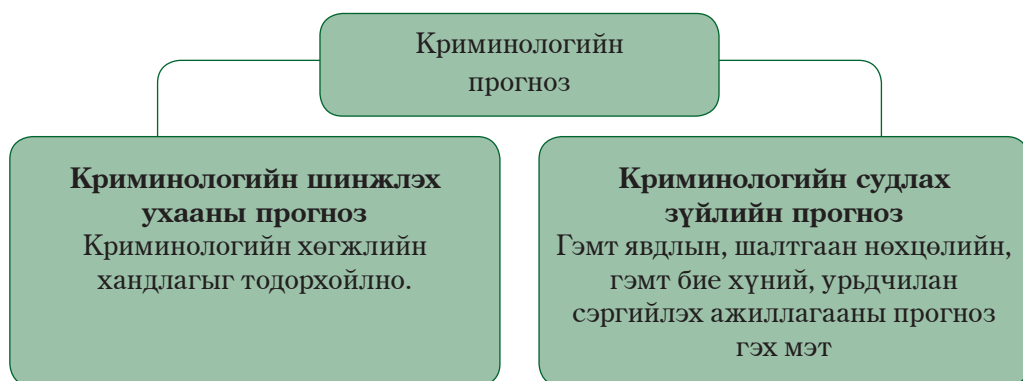 Криминологийн
прогноз
Криминологийн шинжлэх
ухааны прогноз
Криминологийн хөгжлийн
хандлагыг тодорхойлно.
Криминологийн судлах
зүйлийн прогноз
Гэмт явдлын, шалтгаан нөхцөлийн,
гэмт бие хүний, урьдчилан
сэргийлэх ажиллагааны прогноз
гэх мэт